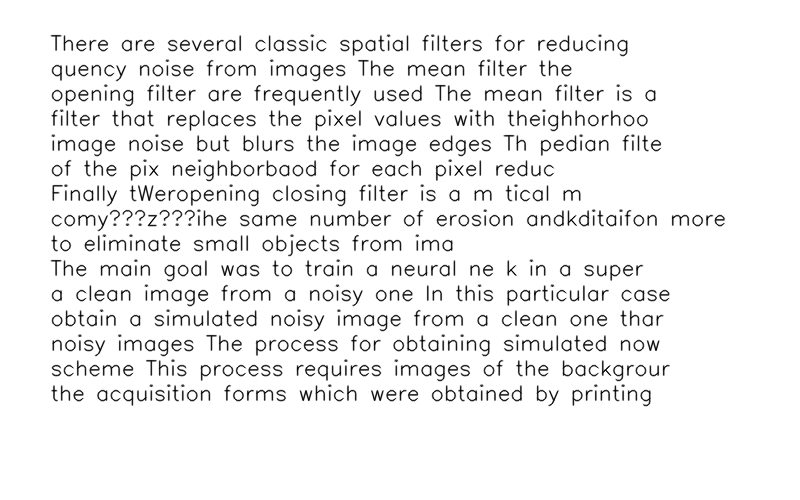 There are several classic spatial filters for reducing
quency noise from images The mean filter the
opening filter are frequently used The mean filter is a
filter that replaces the pixel values with theighhorhoo
image noise but blurs the image edges Th pedian filte
of the pix neighborbaod for each pixel reduc
Finally tWeropening closing filter is a m tical m
comy???z???ihe same number of erosion andkditaifon more
to eliminate small objects from ima
The main goal was to train a neural ne k in a super
a clean image from a noisy one In this particular case
obtain a simulated noisy image from a clean one thar
noisy images The process for obtaining simulated now
scheme This process requires images of the backgrour
the acquisition forms which were obtained by printing